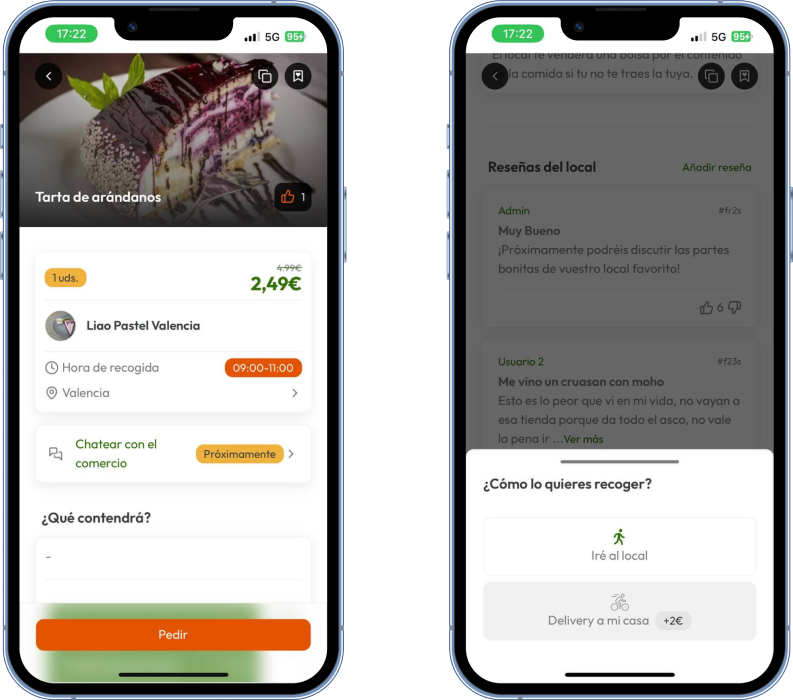 17:22
5G
95
Tarta de arándanos
1
1 uds.
4,99€
2,49€
Liao Pastel Valencia
Hora de recogida
09:00-11:00
Valencia
Chatear con el
comercio
Próximamente
¿Qué contendrá?
-
Pedir
17:22
5G
95
El local te venderá una bolsa por el contenido
la comida si tu no te traes la tuya.
Reseñas del local
Añadir reseña
Admin
#fr2s
Muy Bueno
¡Próximamente podréis discutir las partes
bonitas de vuestro local favorito!
6
Usuario 2
#f23s
Me vino un cruasan con moho
Esto es lo peor que vi en mi vida, no vayan a
esa tienda porque da todo el asco, no vale
la pena ir ...Ver más
¿Cómo lo quieres recoger?
Iré al local
Delivery a mi casa
+2€